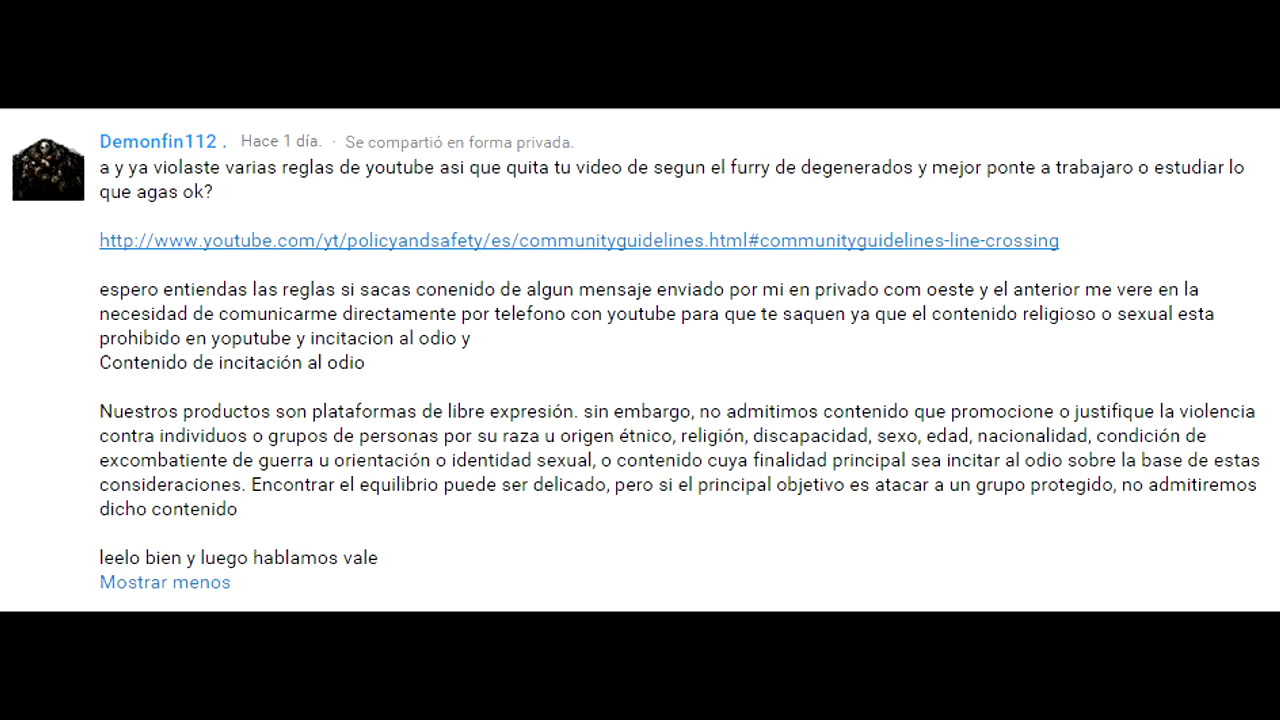 Demonfin112 . Hace 1 día. · Se compartió en forma privada.
a y ya violaste varias reglas de youtube asi que quita tu video de segun el furry de degenerados y mejor ponte a trabajaro o estudiar lo
que agas ok?
http://www.youtube.com/yt/policyandsafety/es/communityguidelines.html#communityguidelines-line-crossing
espero entiendas las reglas si sacas conenido de algun mensaje enviado por mi en privado com oeste y el anterior me vere en la
necesidad de comunicarme directamente por telefono con youtube para que te saquen ya que el contenido religioso o sexual esta
prohibido en yoputube y incitacion al odio y
Contenido de incitación al odio
Nuestros productos son plataformas de libre expresión. sin embargo, no admitimos contenido que promocione o justifique la violencia
contra individuos o grupos de personas por su raza u origen étnico, religión, discapacidad, sexo, edad, nacionalidad, condición de
excombatiente de guerra u orientación o identidad sexual, o contenido cuya finalidad principal sea incitar al odio sobre la base de estas
consideraciones. Encontrar el equilibrio puede ser delicado, pero si el principal objetivo es atacar a un grupo protegido, no admitiremos
dicho contenido
leelo bien y luego hablamos vale
Mostrar menos